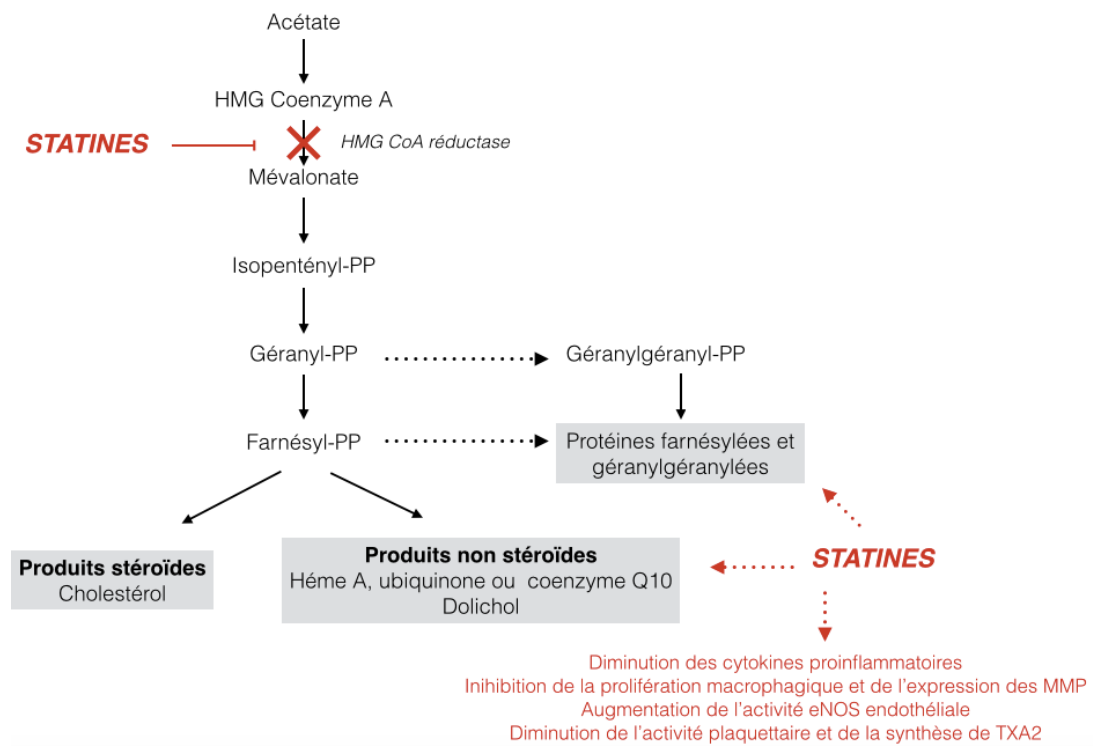 Acétate
HMG Coenzyme A
STATINES
HMG CoA réductase
Mévalonate
Isopentényl-PP
Géranyl-PP
Géranylgéranyl-PP
Farnésyl-PP
Protéines farnésylées et
géranylgéranylées
Produits stéroïdes
Cholestérol
Produits non stéroïdes
Héme A, ubiquinone ou coenzyme Q10
Dolichol
STATINES
Diminution des cytokines proinflammatoires
Inihibition de la prolifération macrophagique et de l'expression des MMP
Augmentation de l'activité eNOS endothéliale
Diminution de l'activité plaquettaire et de la synthèse de TXA2